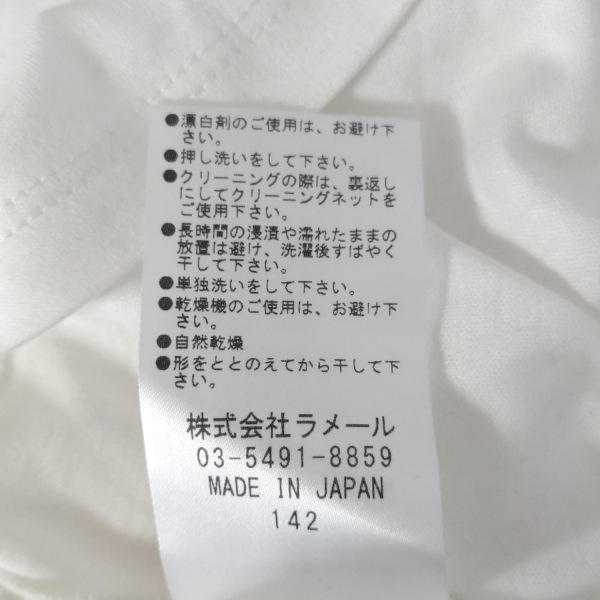 ●漂白剤のご使用は、お避け下
さい。
●押し洗いをして下さい。
●クリーニングの際は、裏返し
にしてクリーニングネットを
ご使用下さい。
●長時間の浸漬や濡れたままの
放置は避け、洗濯後すばやく
干して下さい。
●単独洗いをして下さい。
●乾燥機のご使用は、お避け下
さい。
●自然乾燥
●形をととのえてから干して下
さい。
株式会社ラメール
03-5491-8859
MADE IN JAPAN
142